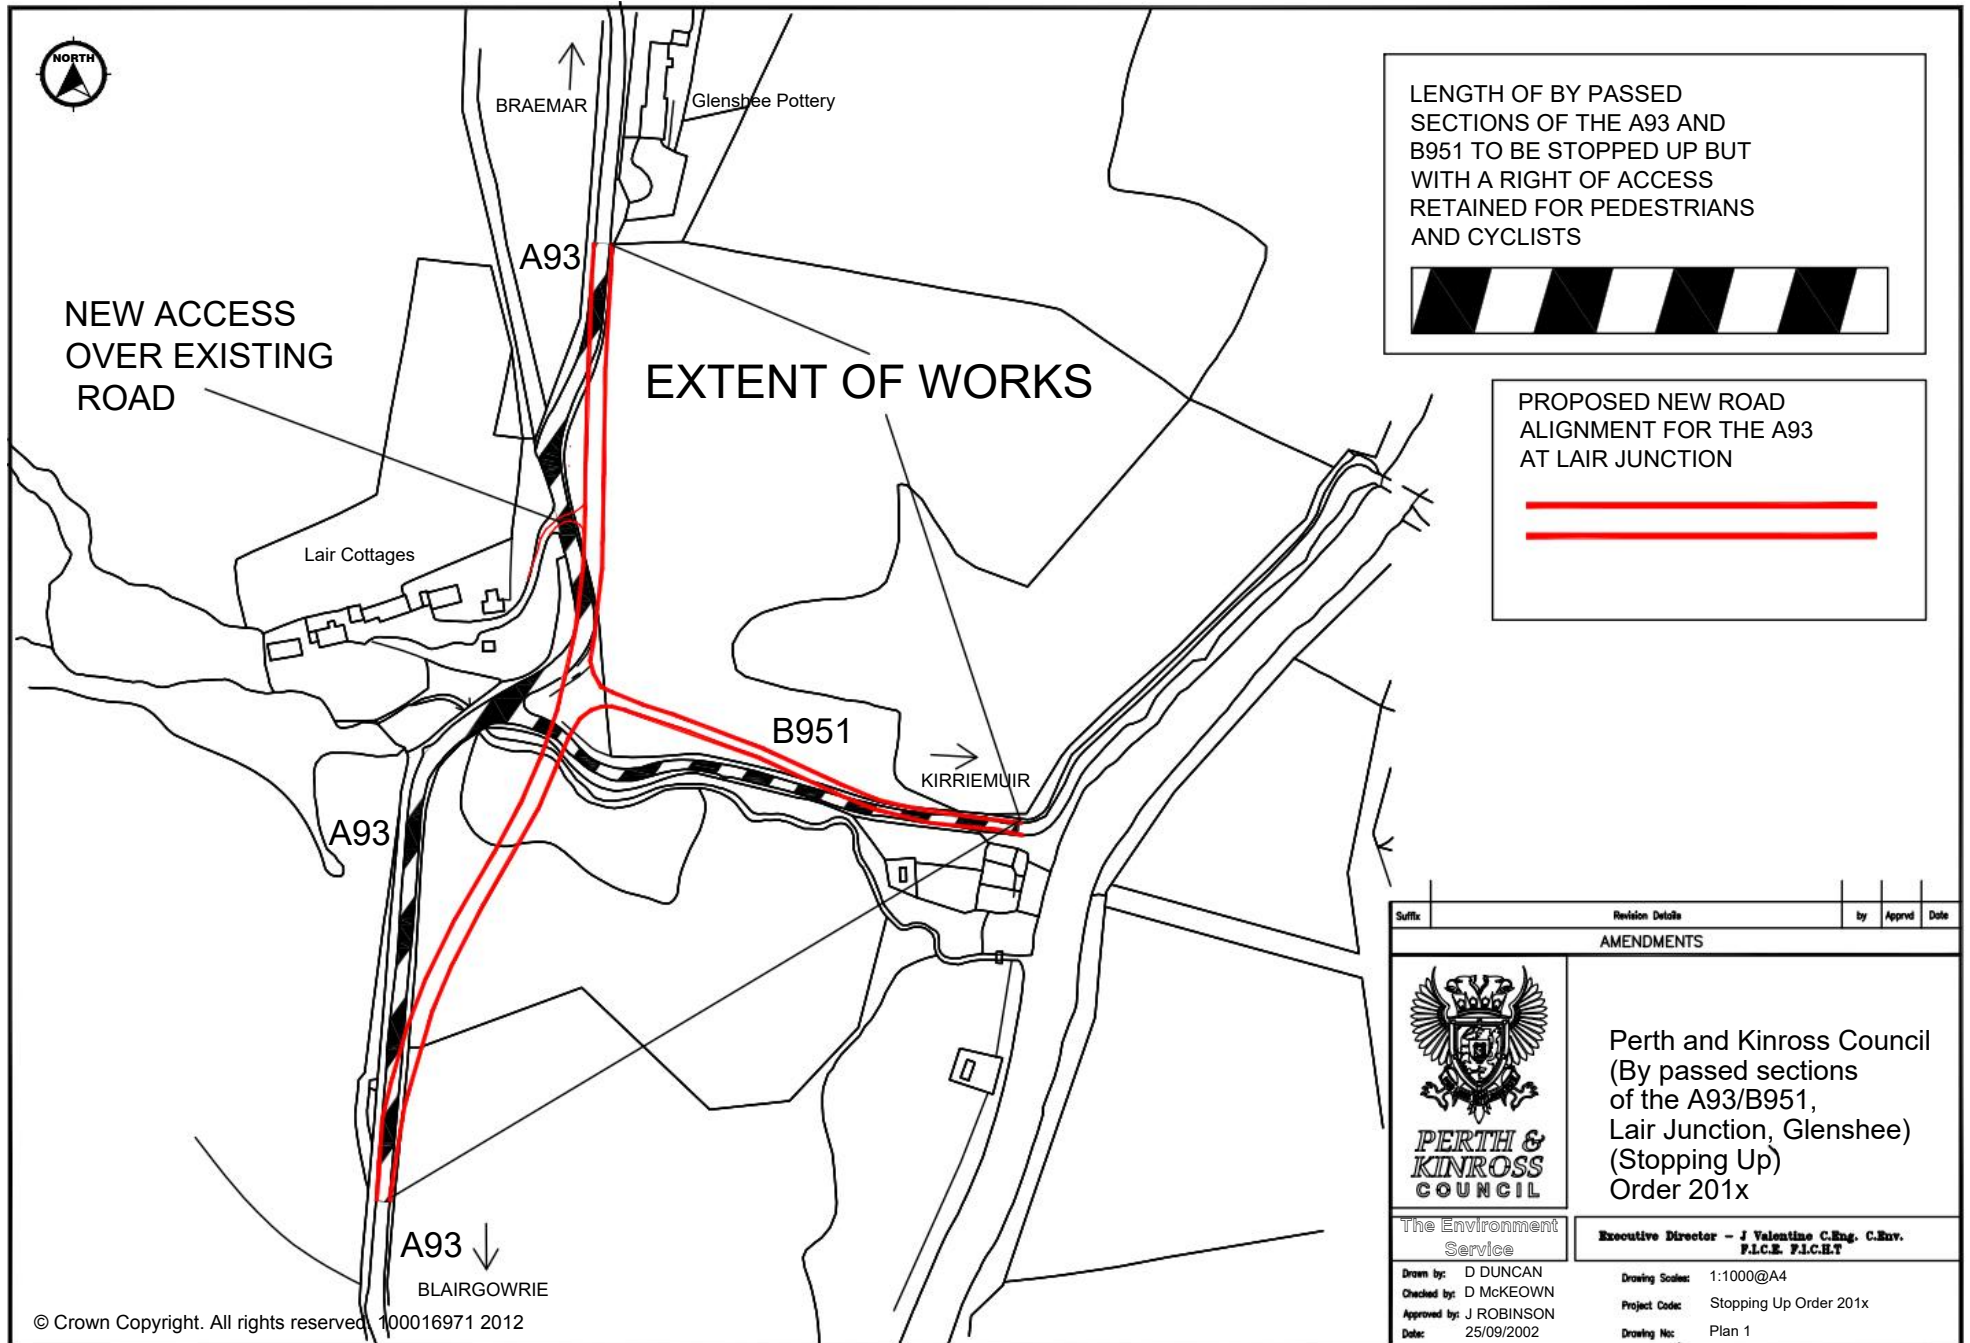 NORTH
BRAEMAR
Glenshee Pottery
A93
NEW ACCESS
OVER EXISTING
ROAD
EXTENT OF WORKS
Lair Cottages
B951
KIRRIEMUIR
A93
A93
BLAIRGOWRIE
© Crown Copyright. All rights reserved. 100016971 2012
LENGTH OF BY PASSED
SECTIONS OF THE A93 AND
B951 TO BE STOPPED UP BUT
WITH A RIGHT OF ACCESS
RETAINED FOR PEDESTRIANS
AND CYCLISTS
PROPOSED NEW ROAD
ALIGNMENT FOR THE A93
AT LAIR JUNCTION
Suffix Revision Details by Apprvd Date
AMENDMENTS
PERTH &
KINROSS
COUNCIL
Perth and Kinross Council
(By passed sections
of the A93/B951,
Lair Junction, Glenshee)
(Stopping Up)
Order 201x
The Environment
Service
Executive Director - J Valentine C.Eng. C.Env.
F.I.C.E. F.I.C.H.T
Drawn by: D DUNCAN
Checked by: D McKEOWN
Approved by: J ROBINSON
Date: 25/09/2002
Drawing Scales: 1:1000@A4
Project Code: Stopping Up Order 201x
Drawing No: Plan 1